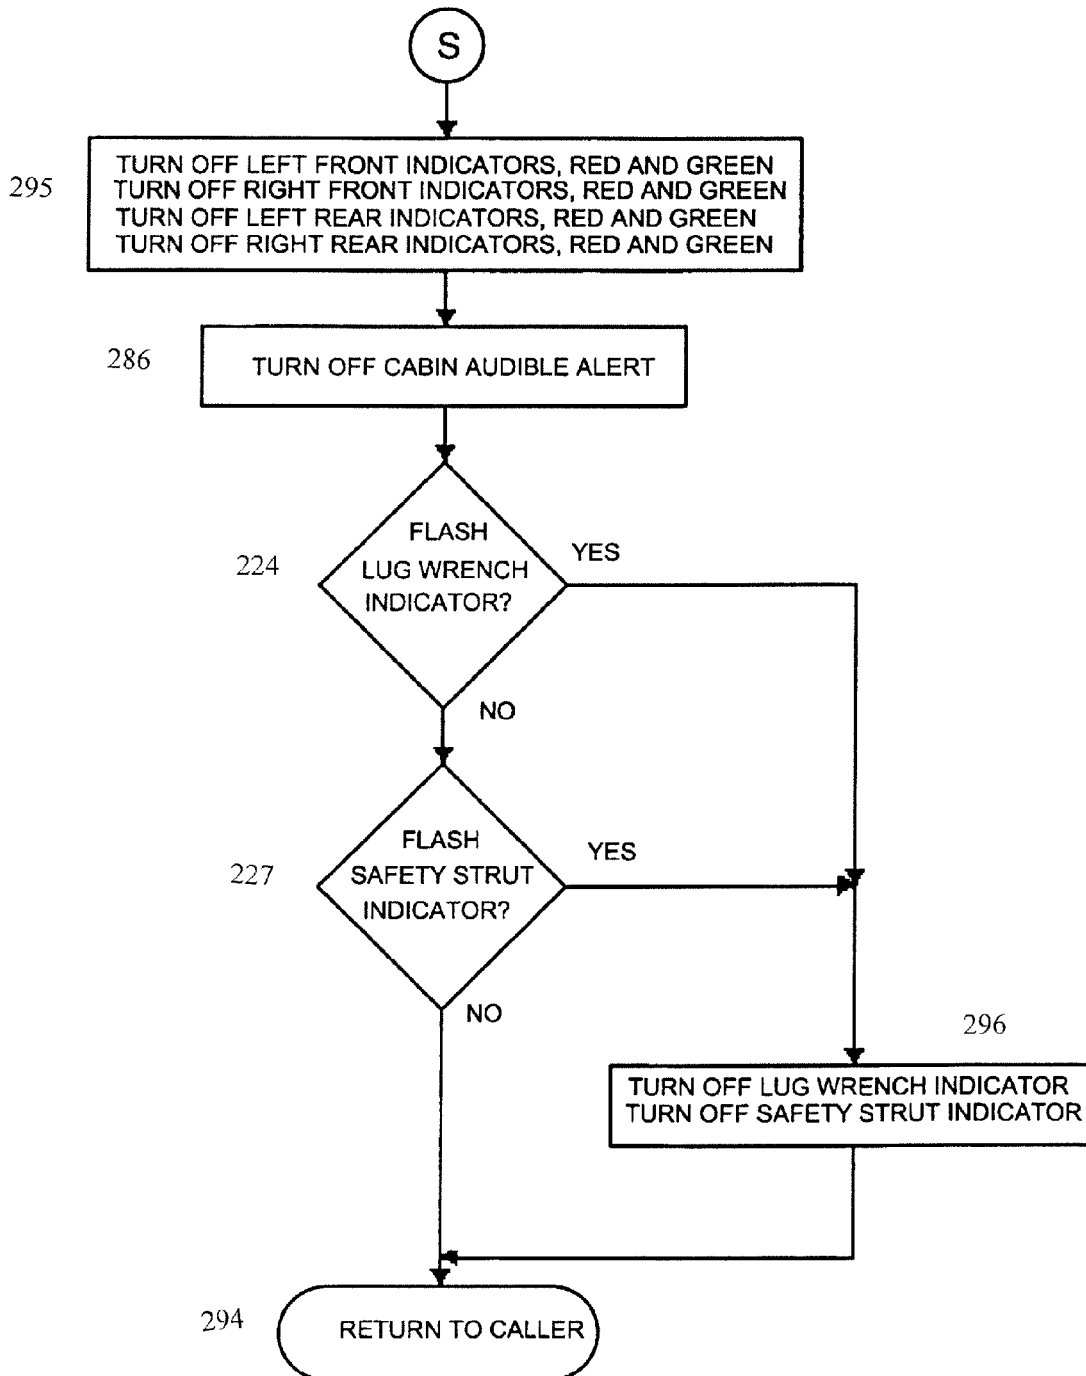 S
295
TURN OFF LEFT FRONT INDICATORS, RED AND GREEN
TURN OFF RIGHT FRONT INDICATORS, RED AND GREEN
TURN OFF LEFT REAR INDICATORS, RED AND GREEN
TURN OFF RIGHT REAR INDICATORS, RED AND GREEN
286
TURN OFF CABIN AUDIBLE ALERT
224
FLASH
LUG WRENCH
INDICATOR?
YES
NO
227
FLASH
SAFETY STRUT
INDICATOR?
YES
NO
296
TURN OFF LUG WRENCH INDICATOR
TURN OFF SAFETY STRUT INDICATOR
294
RETURN TO CALLER